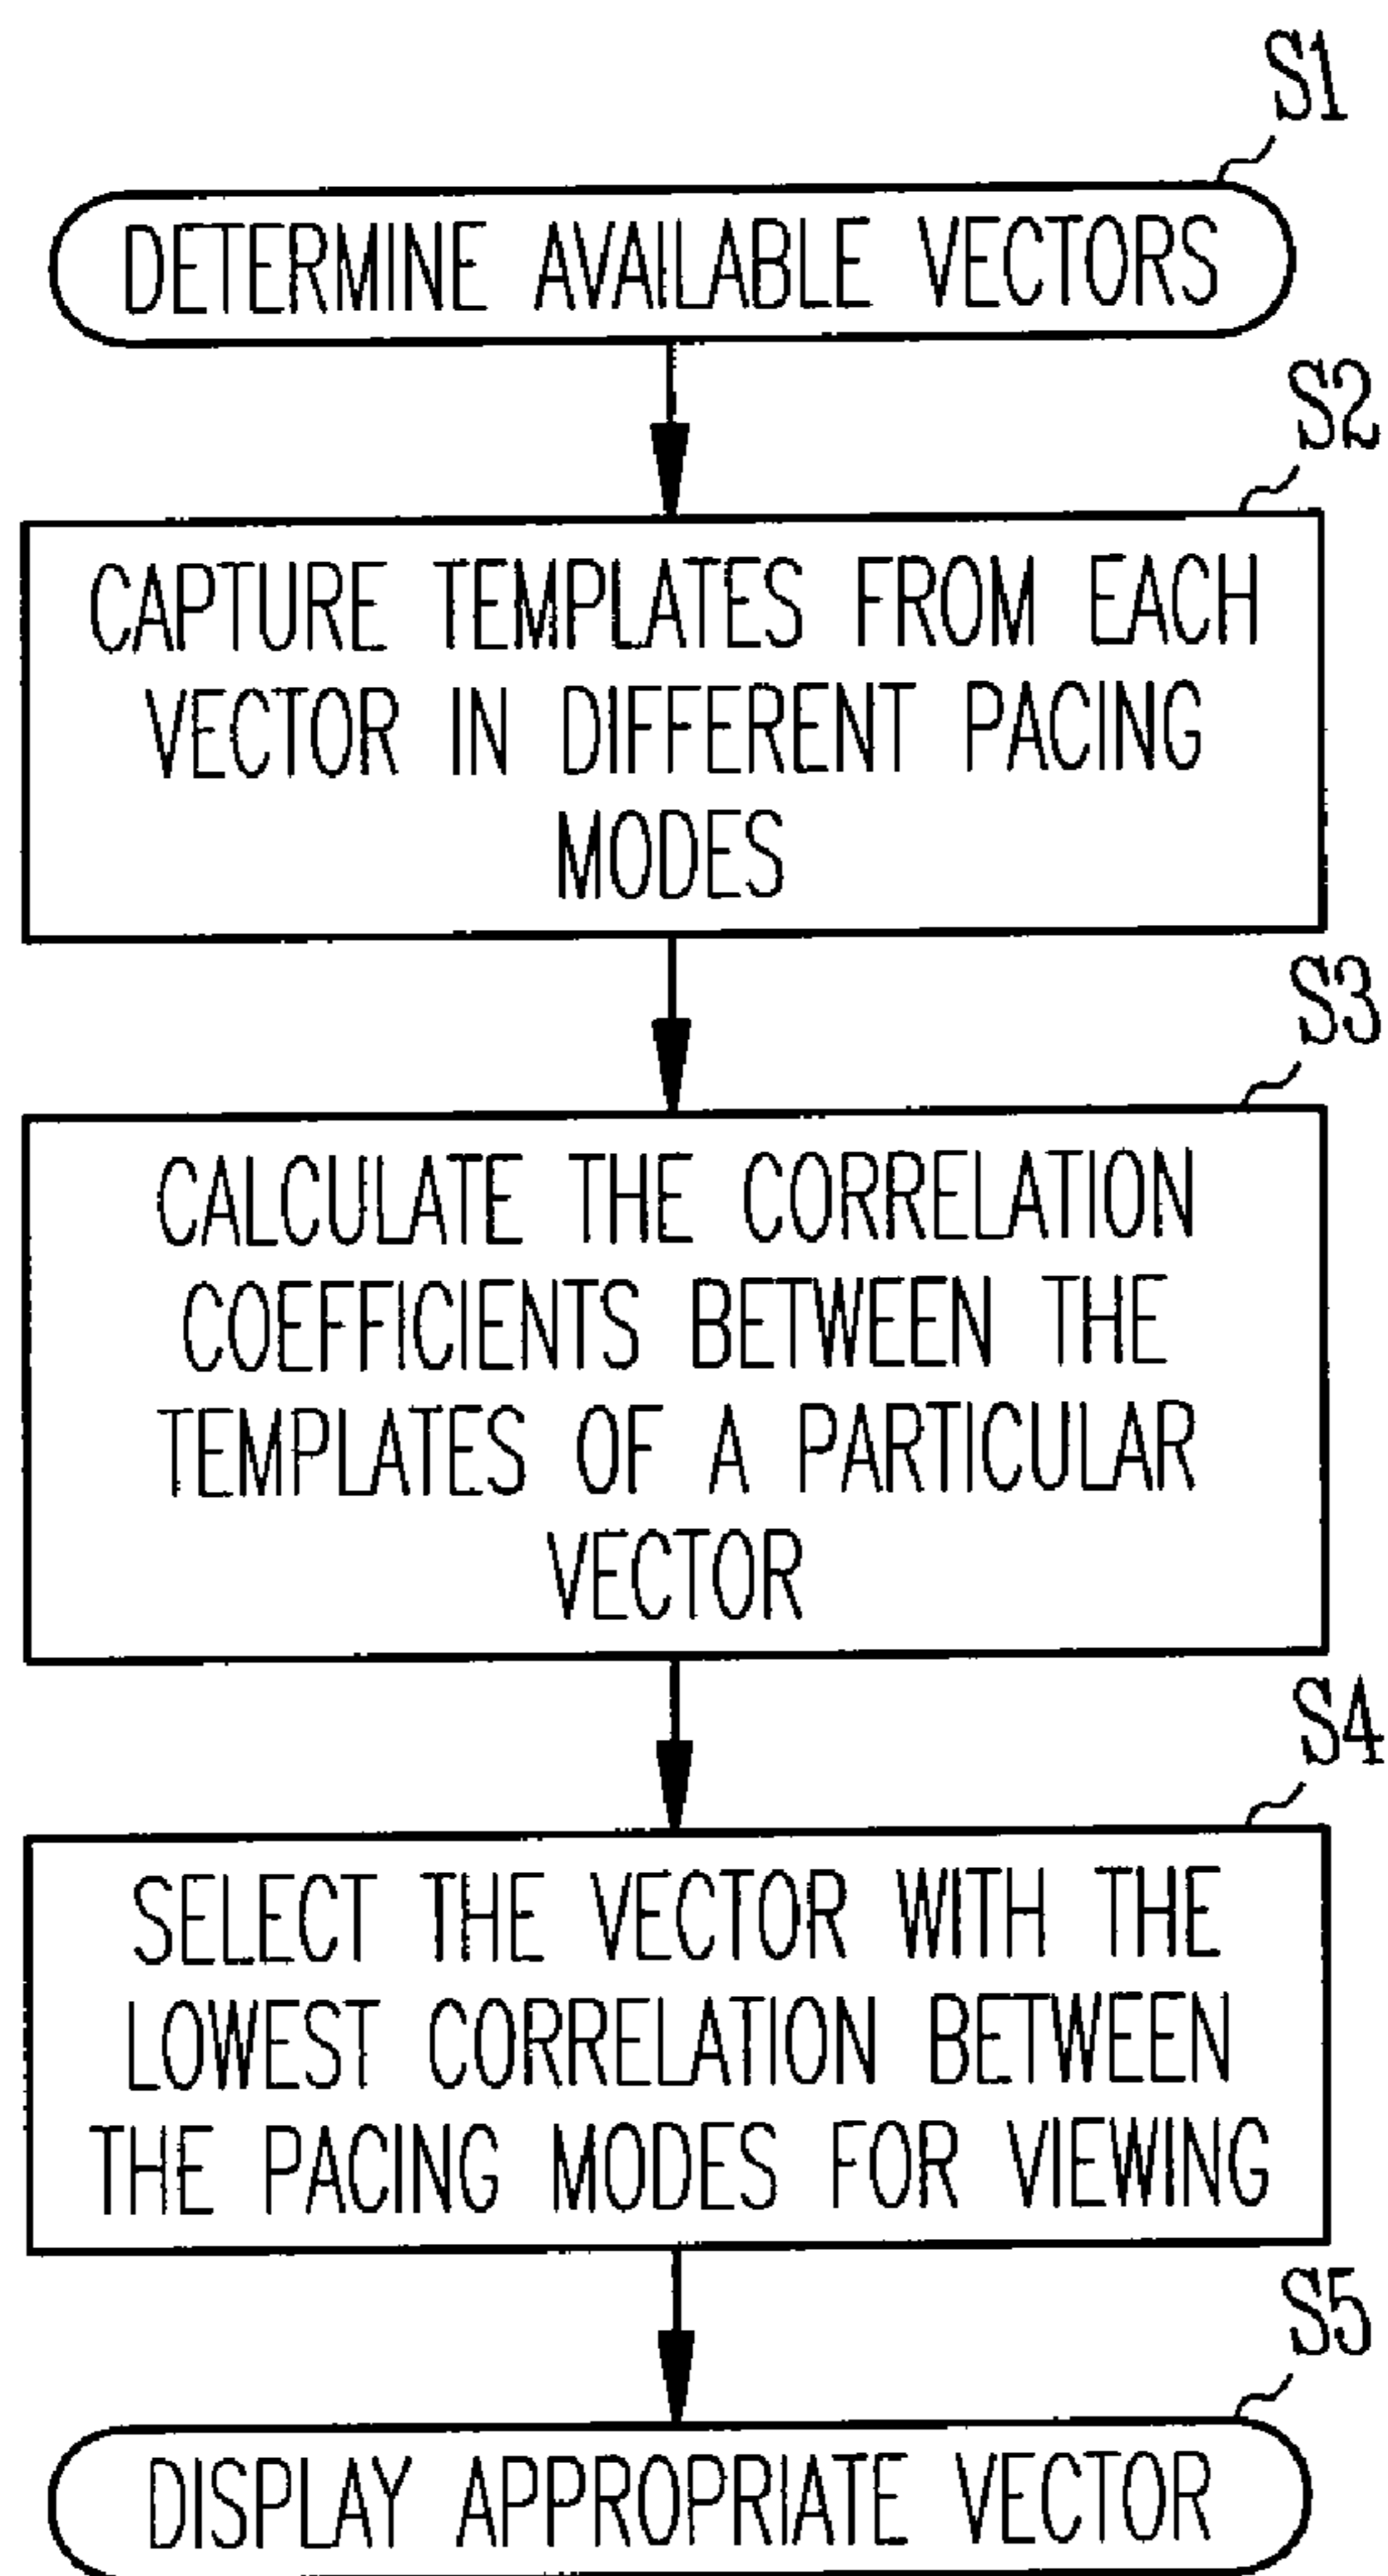 S1
DETERMINE AVAILABLE VECTORS
S2
CAPTURE TEMPLATES FROM EACH
VECTOR IN DIFFERENT PACING
MODES
S3
CALCULATE THE CORRELATION
COEFFICIENTS BETWEEN THE
TEMPLATES OF A PARTICULAR
VECTOR
S4
SELECT THE VECTOR WITH THE
LOWEST CORRELATION BETWEEN
THE PACING MODES FOR VIEWING
S5
DISPLAY APPROPRIATE VECTOR